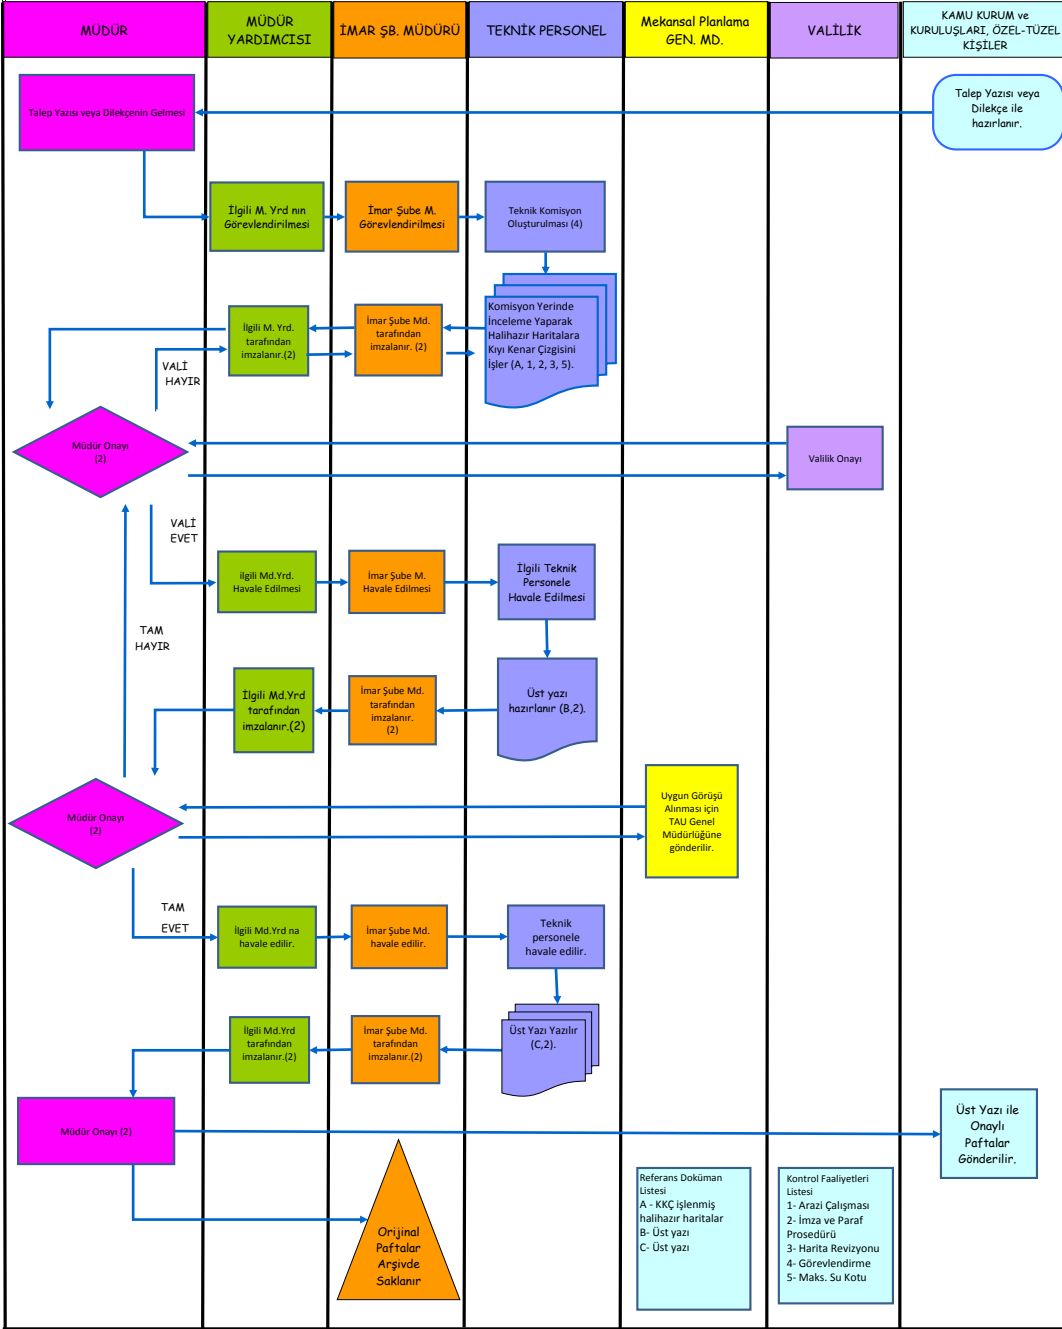 MÜDÜR
MÜDÜR
YARDIMCISI
İMAR ŞB. MÜDÜRÜ
TEKNİK PERSONEL
Mekansal Planlama
GEN. MD.
VALİLİK
KAMU KURUM ve
KURULUŞLARI, ÖZEL-TÜZEL
KİŞİLER
Talep Yazısı veya Dilekçenin Gelmesi
Talep Yazısı veya
Dilekçe ile
hazırlanır.
İlgili M. Yrd nın
Görevlendirilmesi
İmar Şube M.
Görevlendirilmesi
Teknik Komisyon
Oluşturulması (4)
İlgili M. Yrd.
tarafından
imzalanır.(2)
İmar Şube Md.
tarafından
imzalanır. (2)
Komisyon Yerinde
İnceleme Yaparak
Halihazır Haritalara
Kıyı Kenar Çizgisini
İşler (A, 1, 2, 3, 5).
VALİ
HAYIR
Müdür Onayı
(2)
Valilik Onayı
VALİ
EVET
ilgili Md.Yrd.
Havale Edilmesi
İmar Şube M.
Havale Edilmesi
İlgili Teknik
Personele
Havale Edilmesi
TAM
HAYIR
İlgili Md.Yrd
tarafından
imzalanır.(2)
İmar Şube Md.
tarafından
imzalanır.
(2)
Üst yazı
hazırlanır (B,2).
Müdür Onayı
(2)
Uygun Görüşü
Alınması için
TAU Genel
Müdürlüğüne
gönderilir.
TAM
EVET
İlgili Md.Yrd na
havale edilir.
İmar Şube Md.
havale edilir.
Teknik
personele
havale edilir.
İlgili Md.Yrd
tarafından
imzalanır.(2)
İmar Şube Md.
tarafından
imzalanır.(2)
Üst Yazı Yazılır
(C,2).
Müdür Onayı (2)
Üst Yazı ile
Onaylı
Paftalar
Gönderilir.
Orijinal
Paftalar
Arşivde
Saklanır
Referans Doküman
Listesi
A - KKÇ işlenmiş
halihazır haritalar
B- Üst yazı
C- Üst yazı
Kontrol Faaliyetleri
Listesi
1- Arazi Çalışması
2- İmza ve Paraf
Prosedürü
3- Harita Revizyonu
4- Görevlendirme
5- Maks. Su Kotu